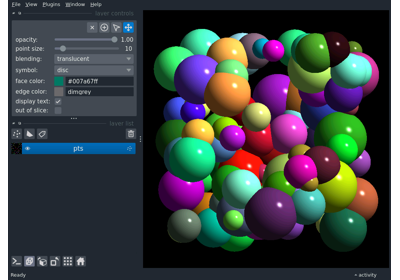 File View Plugins Window Help
layer controls
opacity: 1.00
point size: 10
blending: translucent
symbol: disc
face color: #007a67ff
edge color: dimgrey
display text: ✓
out of slice:
layer list
pts
Ready
activity